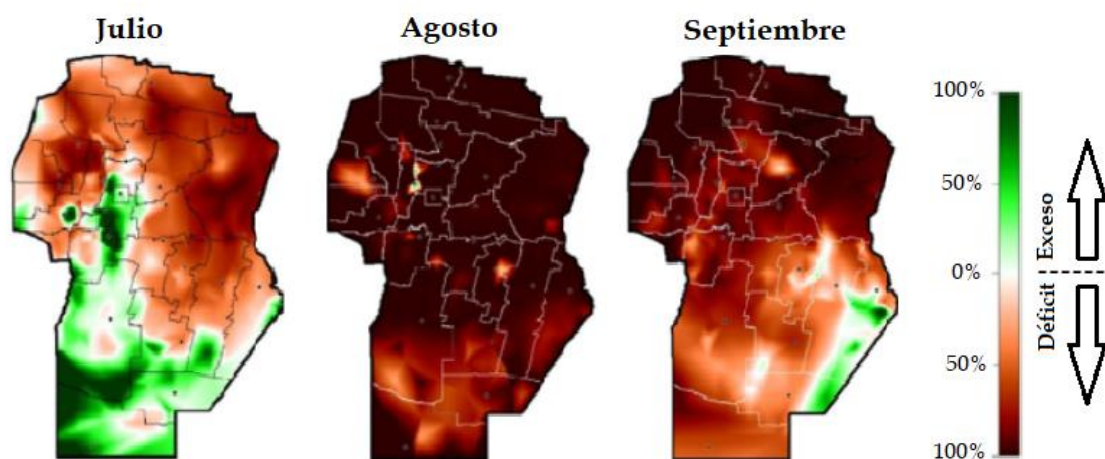 Julio
Agosto
Septiembre
100%
50%
0%
50%
100%
Exceso
Déficit